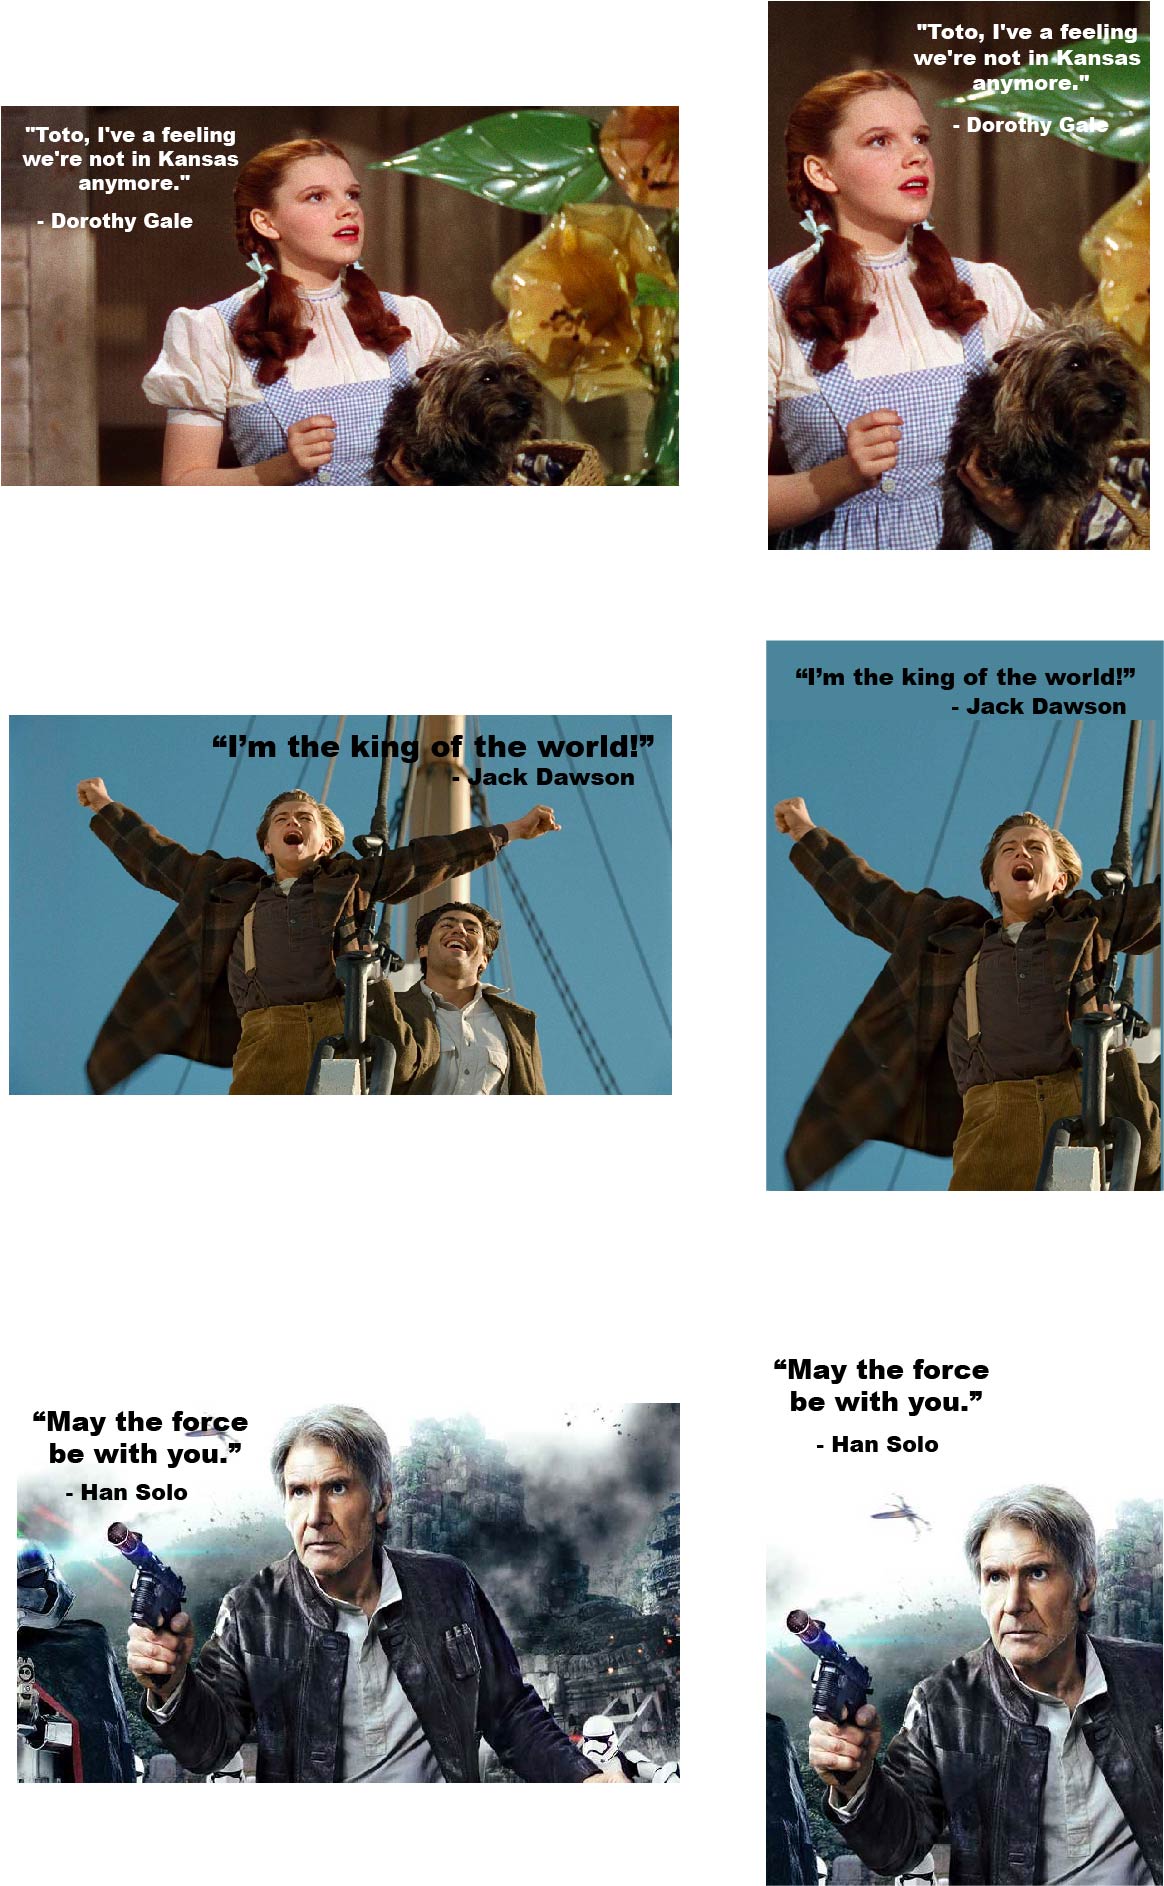 "Toto, I've a feeling
we're not in Kansas
anymore."
- Dorothy Gale
"Toto, I've a feeling
we're not in Kansas
anymore."
- Dorothy Gale
“I’m the king of the world!”
- Jack Dawson
“I’m the king of the world!”
- Jack Dawson
“May the force
be with you.”
- Han Solo
“May the force
be with you.”
- Han Solo